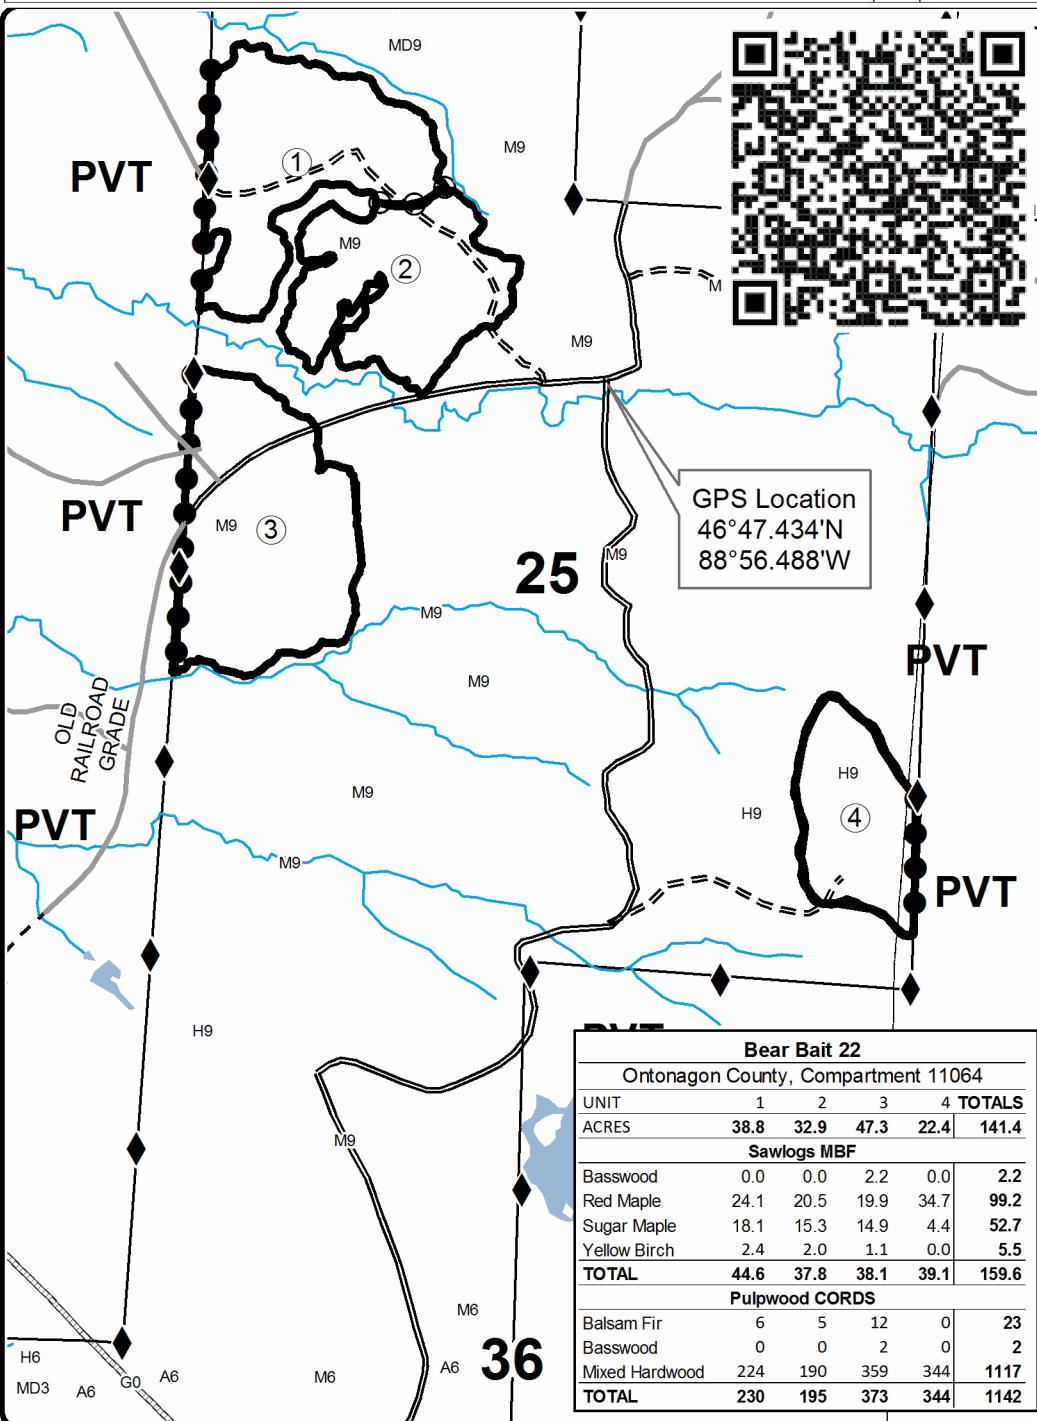 MD9
M9
PVT
1
M9
2
M
M9
GPS Location
46°47.434'N
88°56.488'W
PVT
M9
3
25
M9
M9
PVT
M9
OLD
RAILROAD
GRADE
H9
M9
H9
4
PVT
M9
PVT
H9
PVT
M9
M6
36
H6
MD3
A6
G0
A6
M6
A6
Bear Bait 22
Ontonagon County, Compartment 11064
UNIT 1 2 3 4 TOTALS
ACRES 38.8 32.9 47.3 22.4 141.4
Sawlogs MBF
Basswood 0.0 0.0 2.2 0.0 2.2
Red Maple 24.1 20.5 19.9 34.7 99.2
Sugar Maple 18.1 15.3 14.9 4.4 52.7
Yellow Birch 2.4 2.0 1.1 0.0 5.5
TOTAL 44.6 37.8 38.1 39.1 159.6
Pulpwood CORDS
Balsam Fir 6 5 12 0 23
Basswood 0 0 2 0 2
Mixed Hardwood 224 190 359 344 1117
TOTAL 230 195 373 344 1142